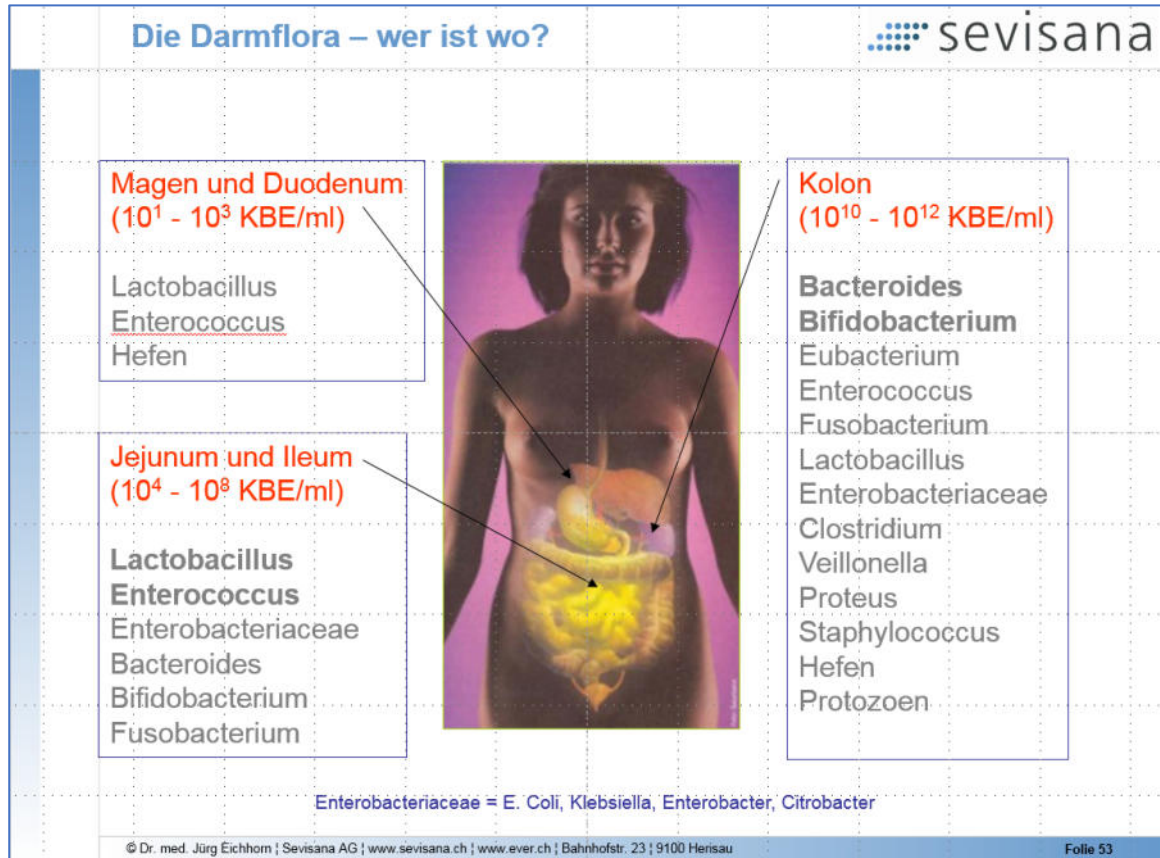 Die Darmflora – wer ist wo?
sevisana
Magen und Duodenum
(10¹ - 10³ KBE/ml)
Lactobacillus
Enterococcus
Hefen
Jejunum und Ileum
(10⁴ - 10⁸ KBE/ml)
Lactobacillus
Enterococcus
Enterobacteriaceae
Bacteroides
Bifidobacterium
Fusobacterium
Kolon
(10¹⁰ - 10¹² KBE/ml)
Bacteroides
Bifidobacterium
Eubacterium
Enterococcus
Fusobacterium
Lactobacillus
Enterobacteriaceae
Clostridium
Veillonella
Proteus
Staphylococcus
Hefen
Protozoen
Enterobacteriaceae = E. Coli, Klebsiella, Enterobacter, Citrobacter
© Dr. med. Jürg Eichhorn ¦ Sevisana AG ¦ www.sevisana.ch ¦ www.ever.ch ¦ Bahnhofstr. 23 ¦ 9100 Herisau
Folie 53